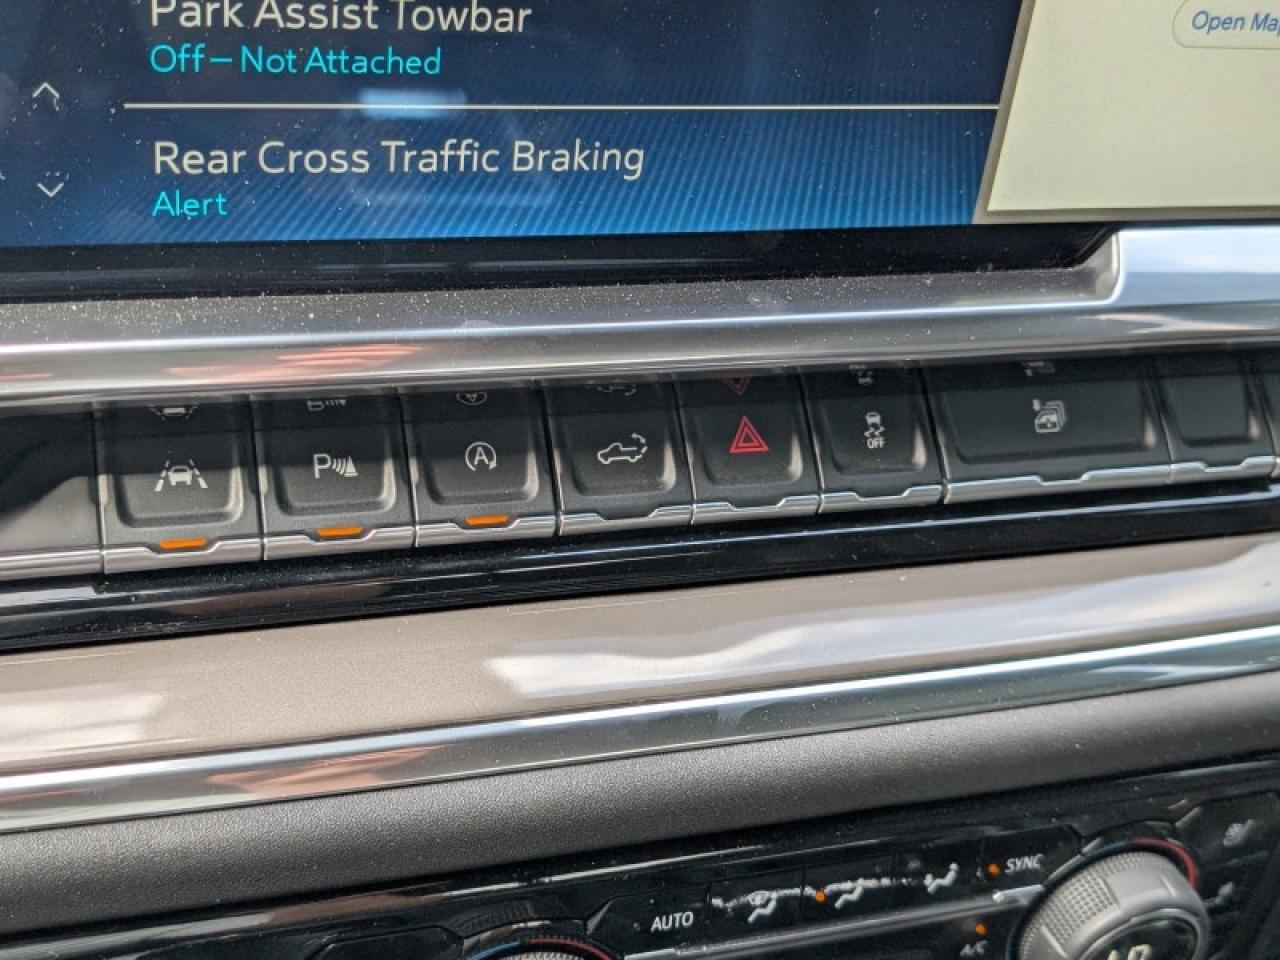 Park Assist Towbar
Off – Not Attached
Open Map
Rear Cross Traffic Braking
Alert
P
A
OFF
SYNC
AUTO
A/C